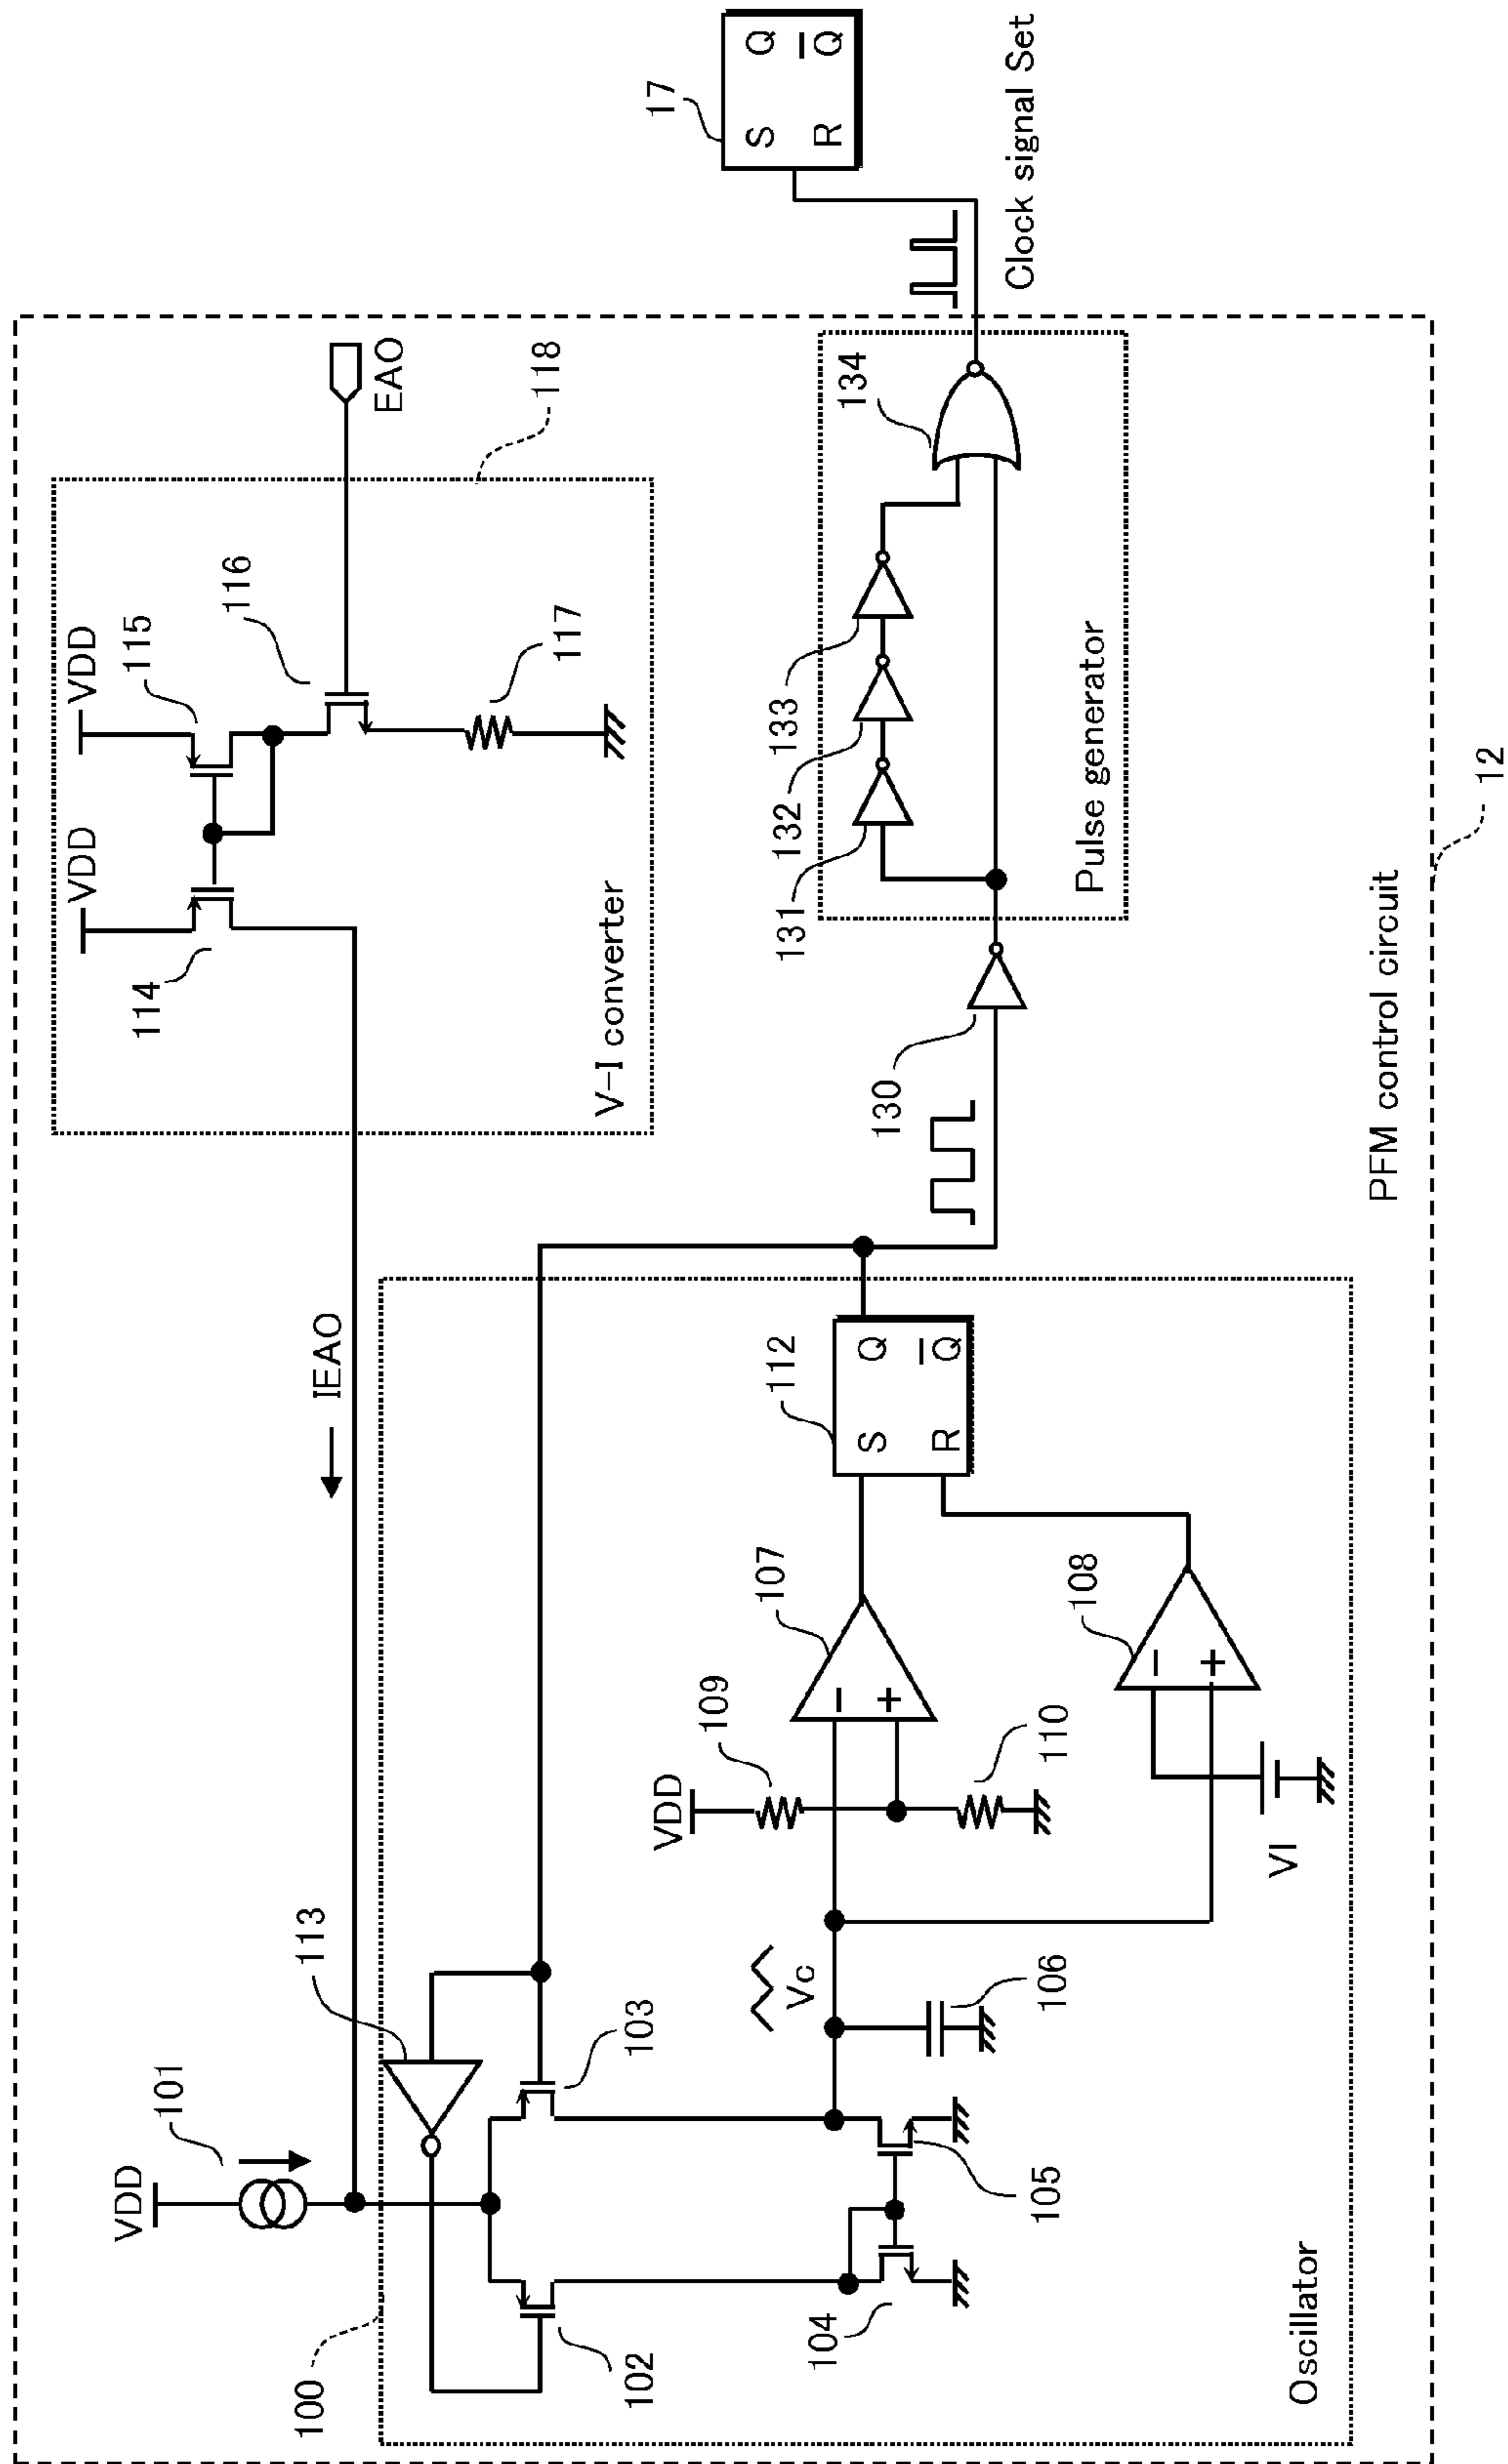 VDD
101
IEAO
VDD
114
VDD
115
116
117
V-I converter
118
EAO
100
113
102
103
104
105
Vc
106
VDD
109
110
107
108
VI
S
Q
R
Q
112
Oscillator
130
131
132
133
134
Pulse generator
PFM control circuit
12
17
S
Q
R
Q
Clock signal Set